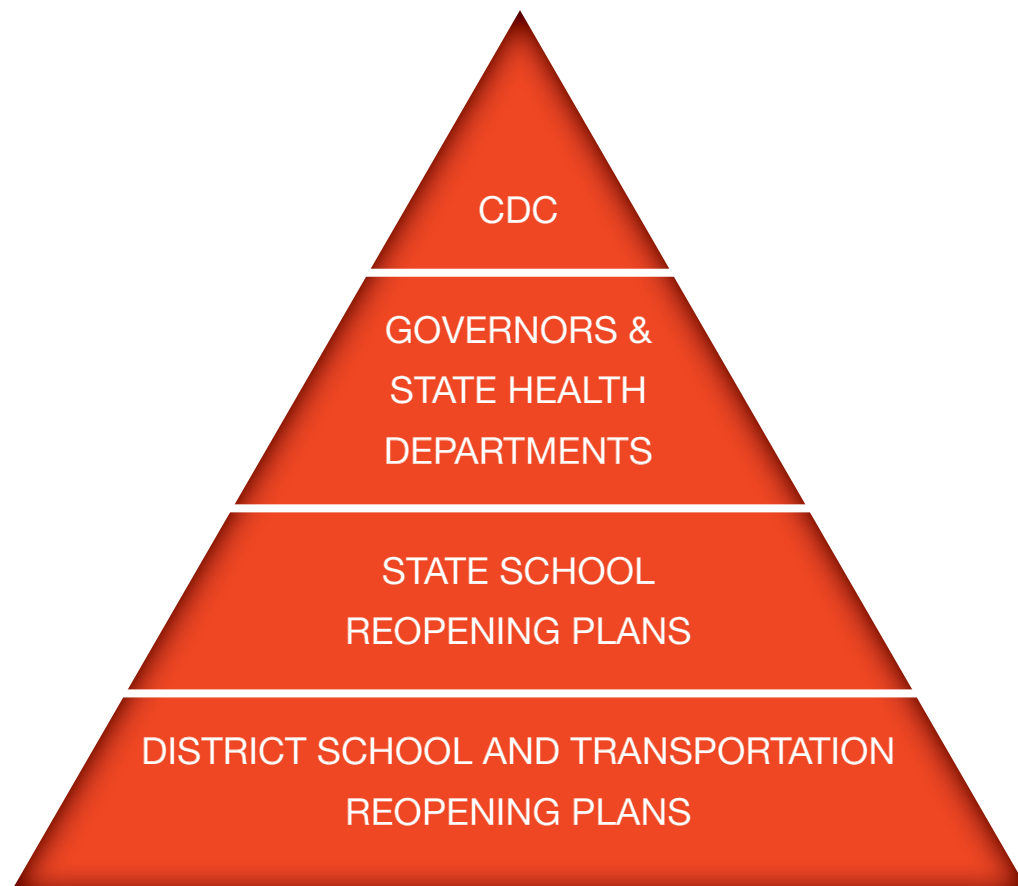 CDC
GOVERNORS &
STATE HEALTH
DEPARTMENTS
STATE SCHOOL
REOPENING PLANS
DISTRICT SCHOOL AND TRANSPORTATION
REOPENING PLANS